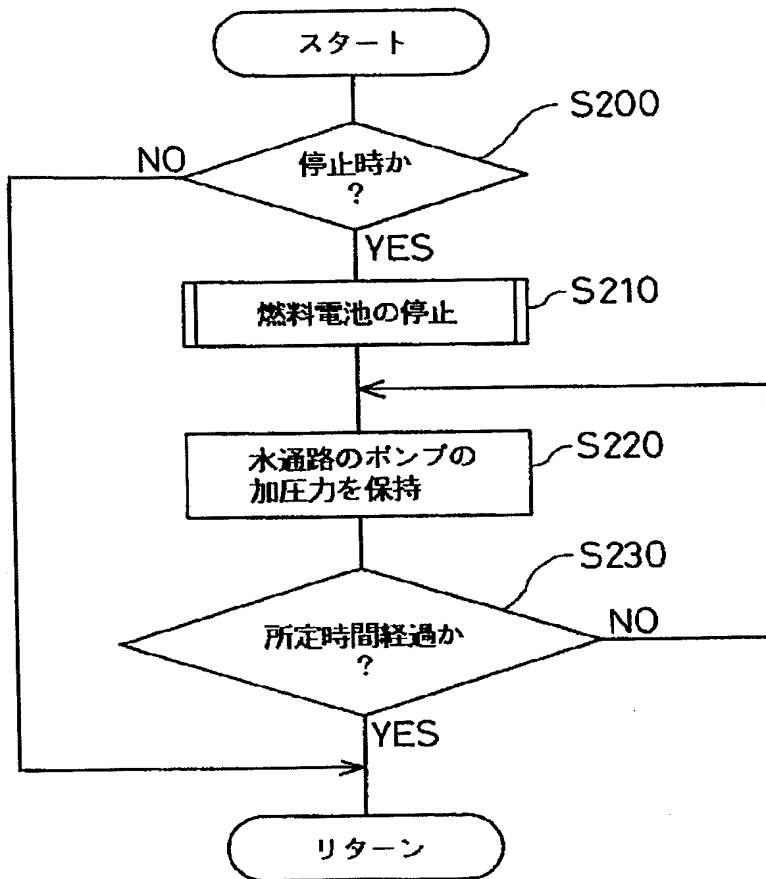 スタート
S200
NO
停止時か
?
YES
S210
燃料電池の停止
水通路のポンプの
加圧力を保持
S220
S230
所定時間経過か
?
NO
YES
リターン